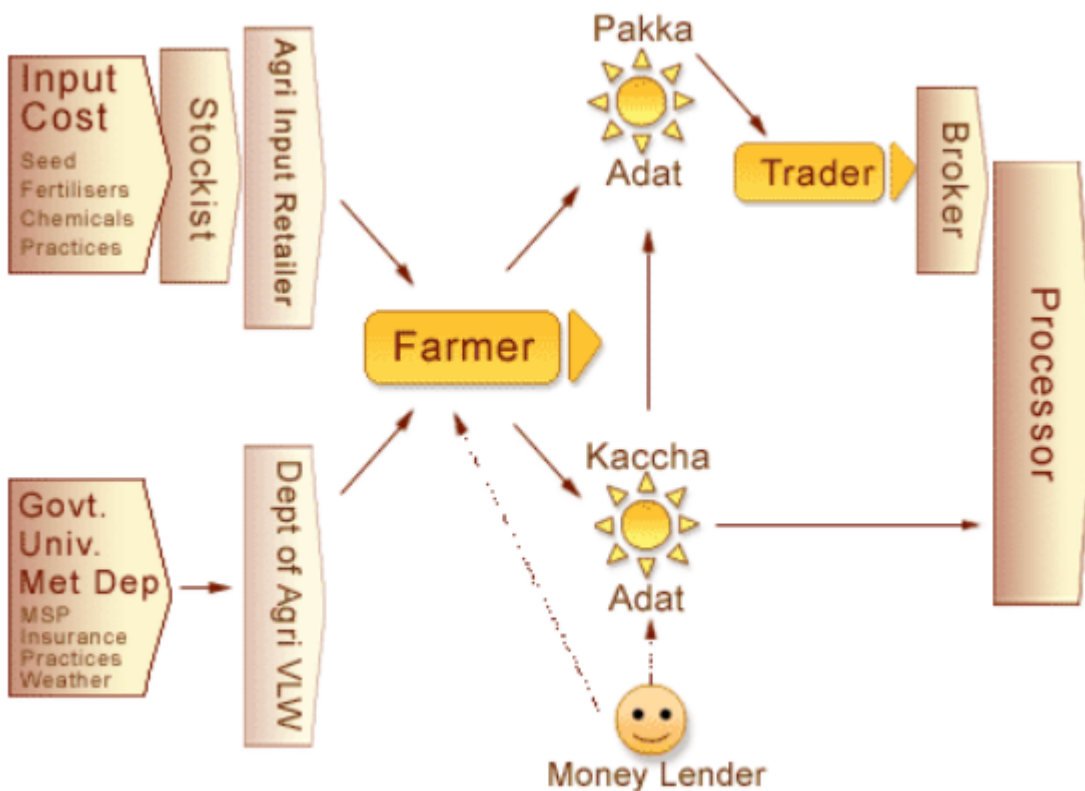 Input
Cost
Seed
Fertilisers
Chemicals
Practices
Stockist
Agri Input Retailer
Pakka
Adat
Trader
Broker
Processor
Farmer
Govt.
Univ.
Met Dep
MSP
Insurance
Practices
Weather
Dept of Agri VLW
Kaccha
Adat
Money Lender